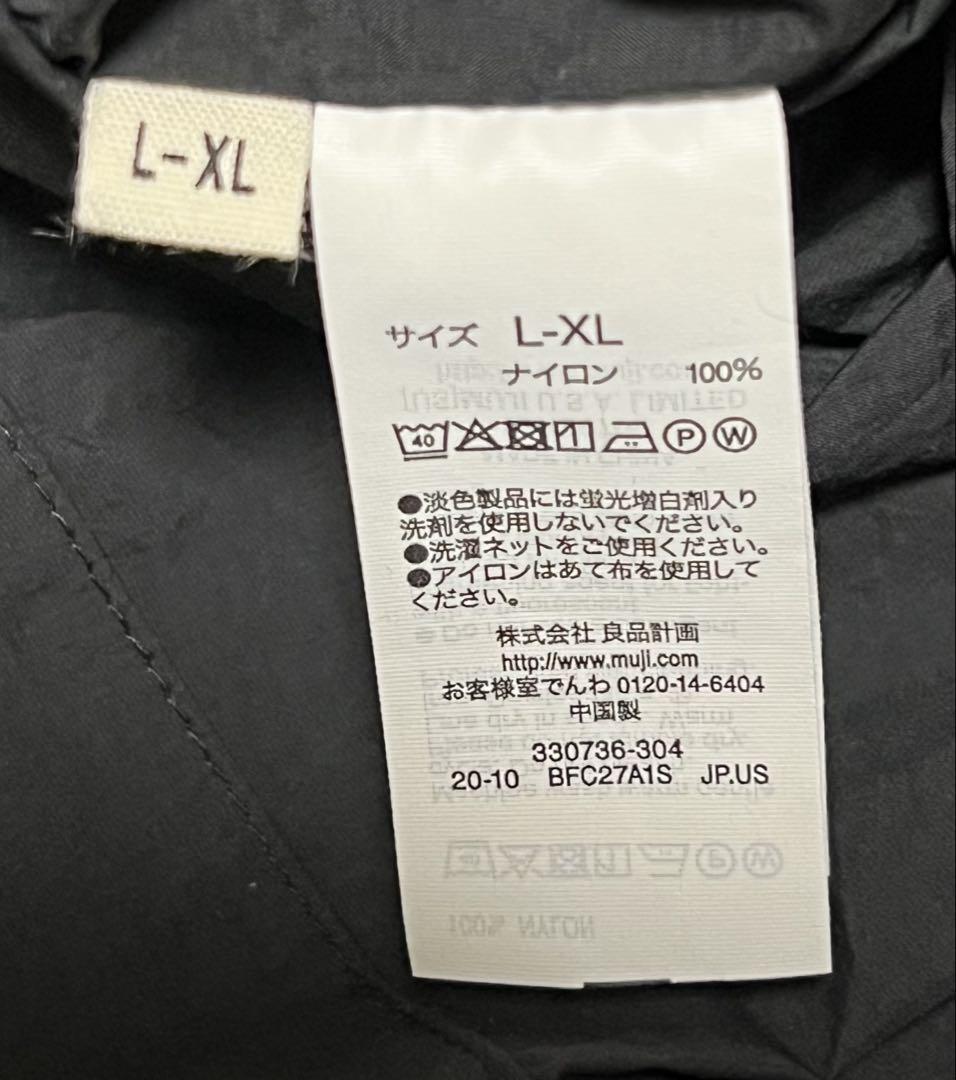 L-XL
サイズ L-XL
ナイロン 100%
40
P W
●淡色製品には蛍光増白剤入り
洗剤を使用しないでください。
●洗濯ネットをご使用ください。
●アイロンはあて布を使用して
ください。
株式会社 良品計画
http://www.muji.com
お客様室でんわ 0120-14-6404
中国製
330736-304
20-10 BFC27A1S JP.US
100% NYLON